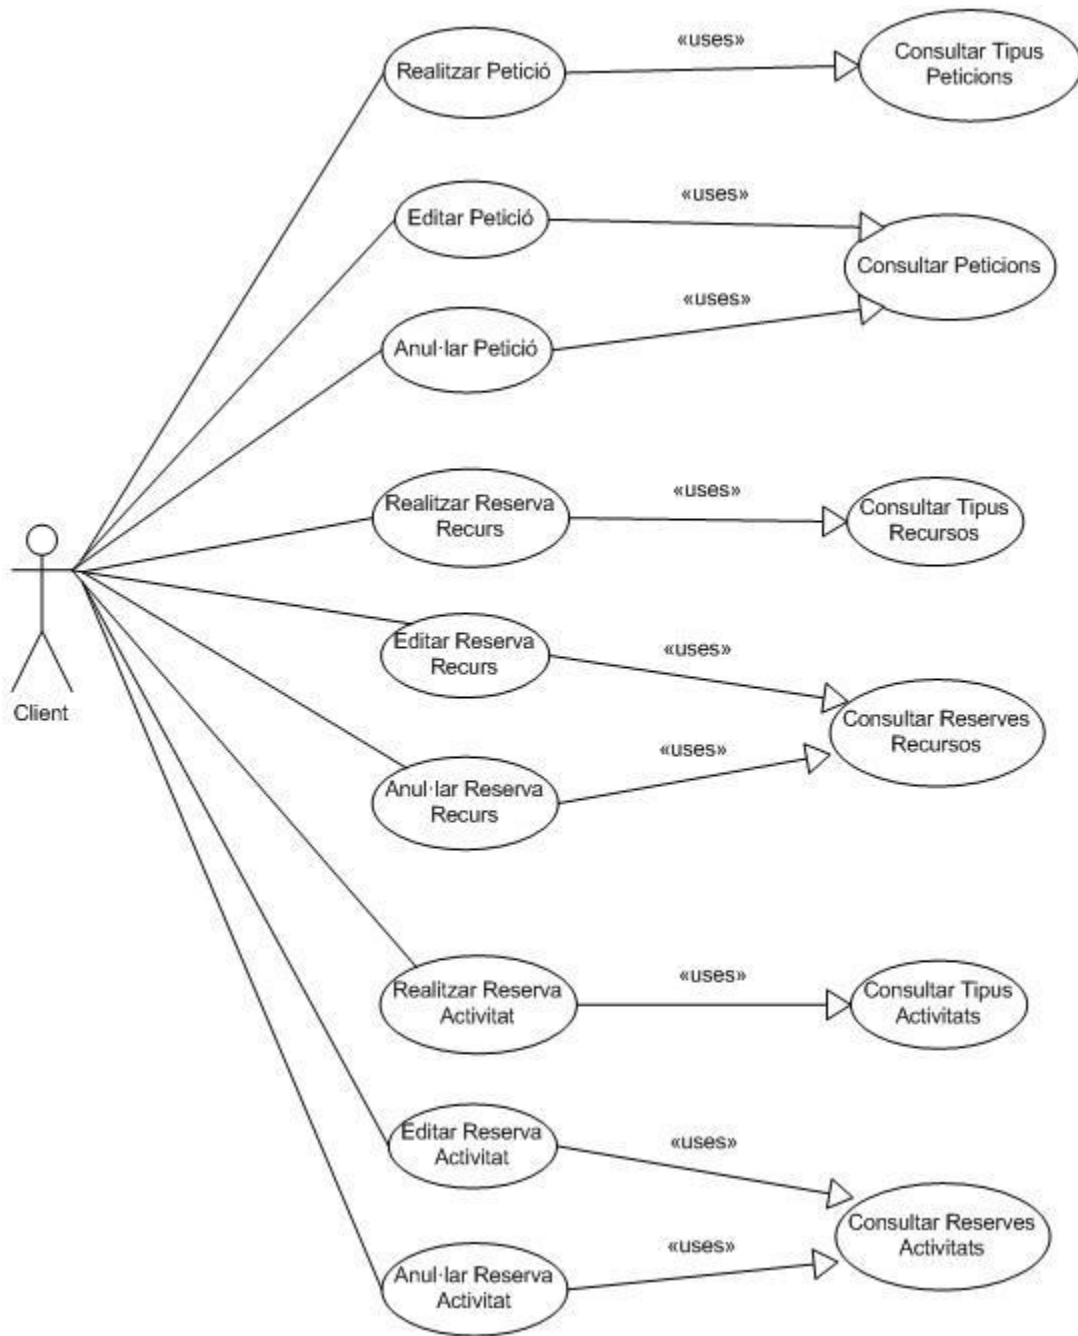 Realitzar Petició
«uses»
Consultar Tipus
Peticions
Editar Petició
«uses»
Consultar Peticions
Anul·lar Petició
«uses»
Realitzar Reserva
Recurs
«uses»
Consultar Tipus
Recursos
Client
Editar Reserva
Recurs
«uses»
Consultar Reserves
Recursos
Anul·lar Reserva
Recurs
«uses»
Realitzar Reserva
Activitat
«uses»
Consultar Tipus
Activitats
Editar Reserva
Activitat
«uses»
Consultar Reserves
Activitats
Anul·lar Reserva
Activitat
«uses»